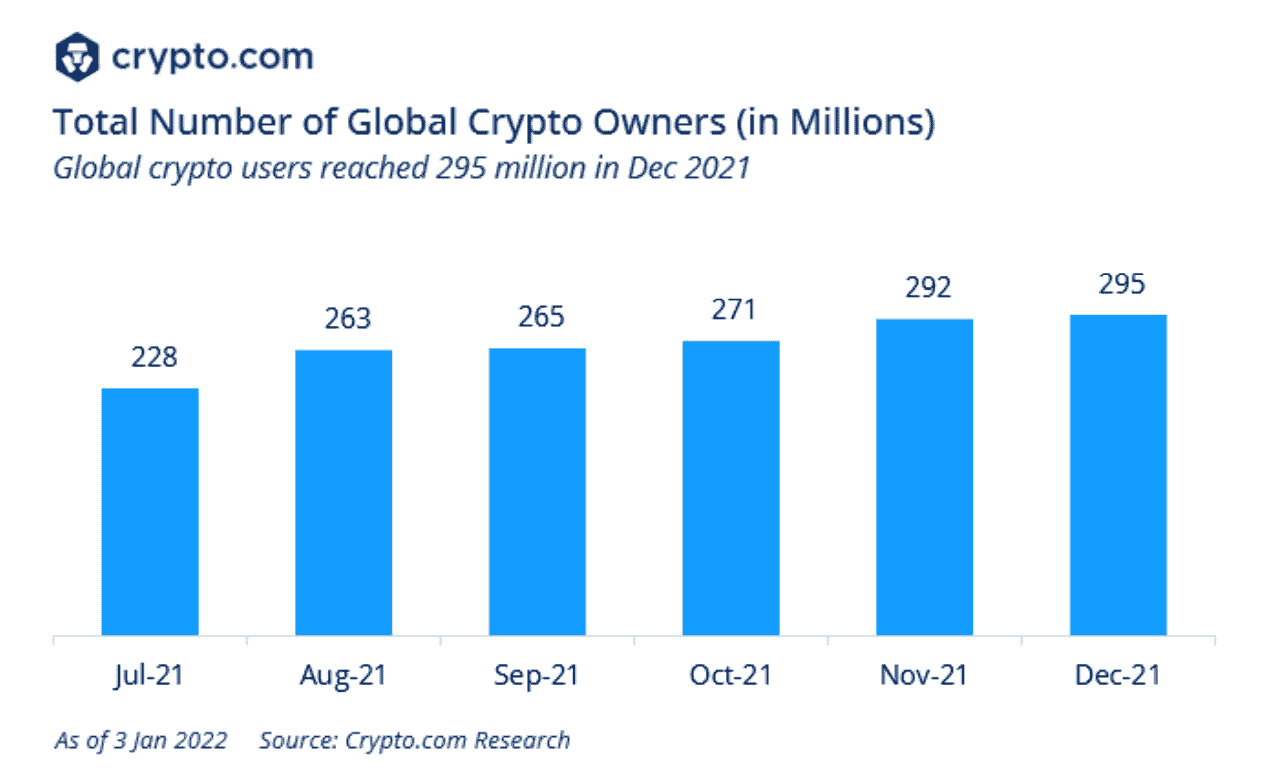 crypto.com
Total Number of Global Crypto Owners (in Millions)
Global crypto users reached 295 million in Dec 2021
228 263 265 271 292 295
Jul-21 Aug-21 Sep-21 Oct-21 Nov-21 Dec-21
As of 3 Jan 2022 Source: Crypto.com Research